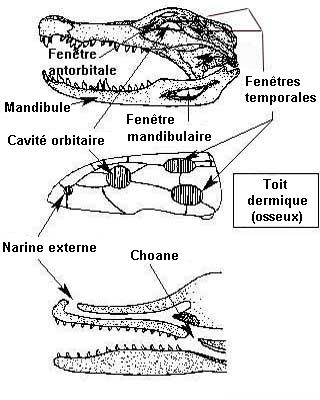 Fenêtre
antorbitale
Fenêtres
temporales
Mandibule
Fenêtre
mandibulaire
Cavité orbitaire
Toit
dermique
(osseux)
Narine externe
Choane